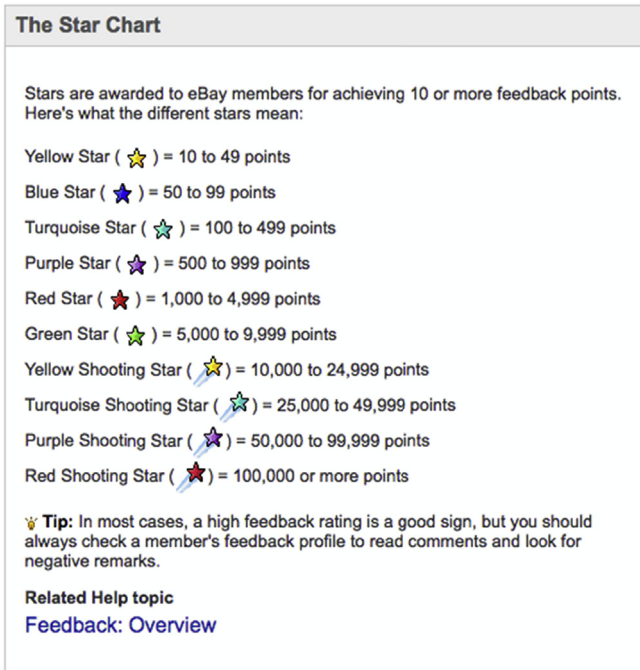 The Star Chart
Stars are awarded to eBay members for achieving 10 or more feedback points.
Here's what the different stars mean:
Yellow Star ( ) = 10 to 49 points
Blue Star ( ) = 50 to 99 points
Turquoise Star ( ) = 100 to 499 points
Purple Star ( ) = 500 to 999 points
Red Star ( ) = 1,000 to 4,999 points
Green Star ( ) = 5,000 to 9,999 points
Yellow Shooting Star ( ) = 10,000 to 24,999 points
Turquoise Shooting Star ( ) = 25,000 to 49,999 points
Purple Shooting Star ( ) = 50,000 to 99,999 points
Red Shooting Star ( ) = 100,000 or more points
Tip: In most cases, a high feedback rating is a good sign, but you should
always check a member's feedback profile to read comments and look for
negative remarks.
Related Help topic
Feedback: Overview